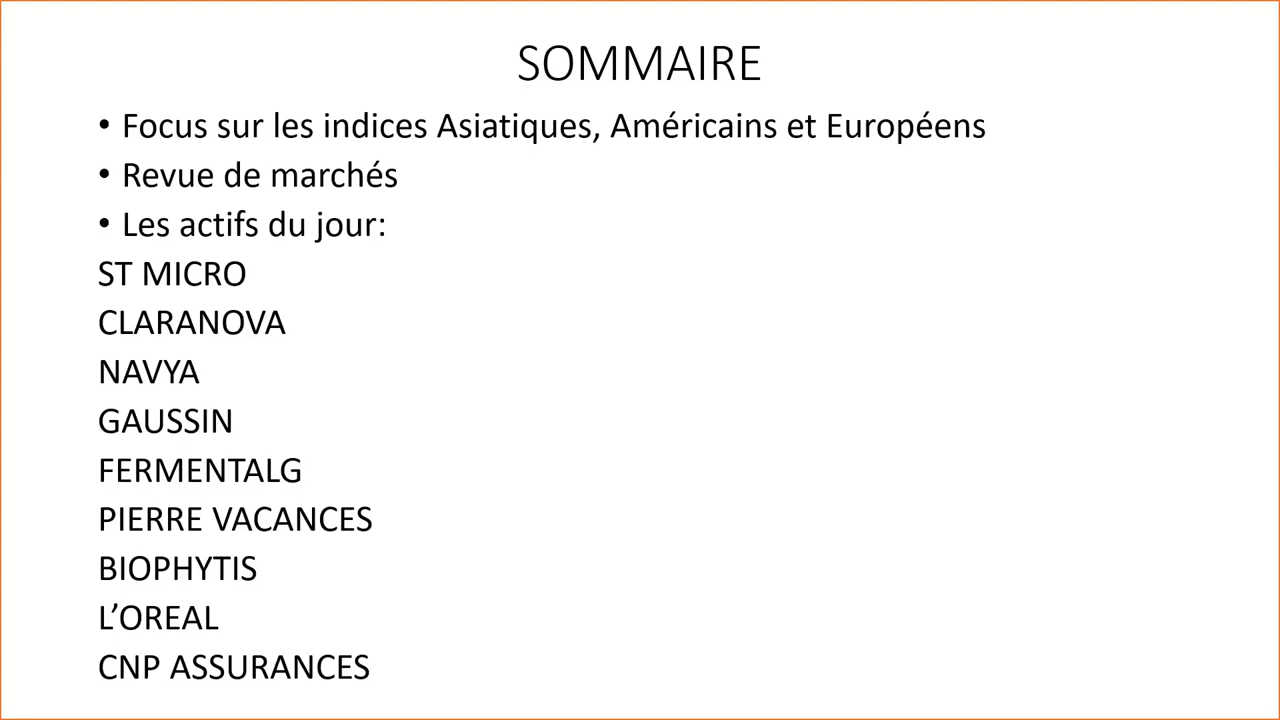 SOMMAIRE
• Focus sur les indices Asiatiques, Américains et Européens
• Revue de marchés
• Les actifs du jour:
ST MICRO
CLARANOVA
NAVYA
GAUSSIN
FERMENTALG
PIERRE VACANCES
BIOPHYTIS
L’OREAL
CNP ASSURANCES